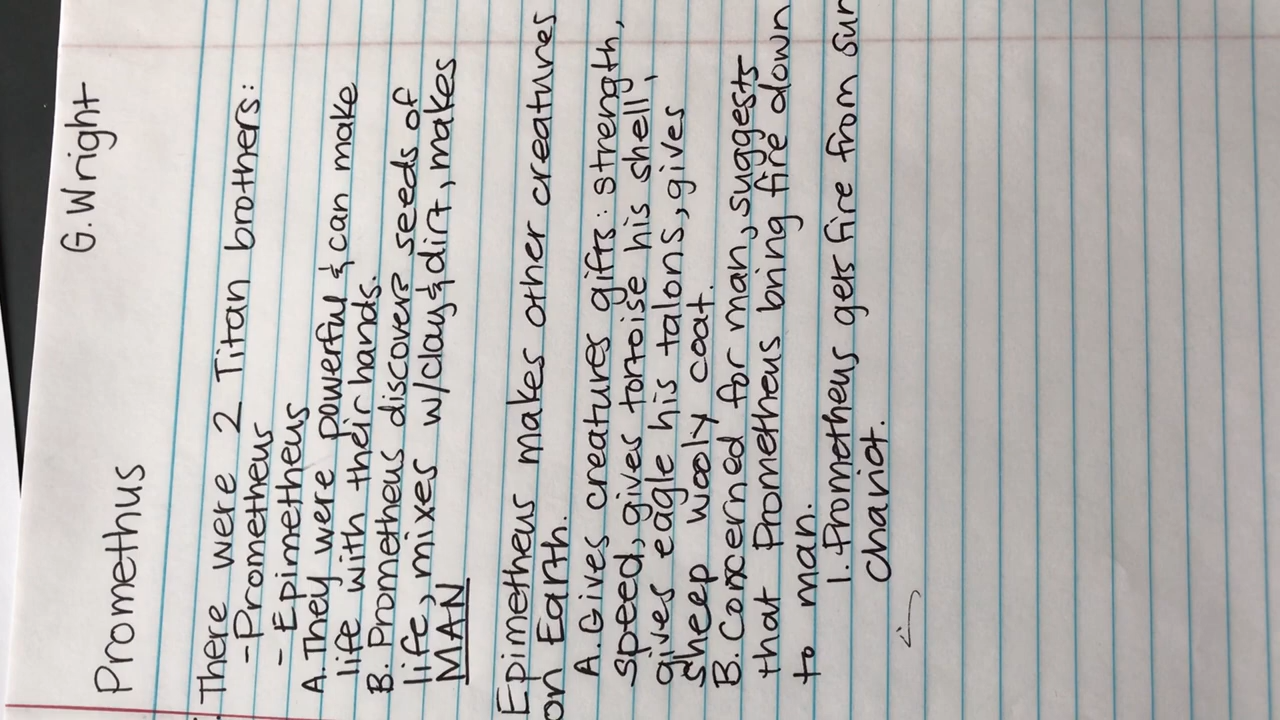 G. Wright
Promethus
There were 2 Titan brothers:
- Prometheus
- Epimetheus
A. They were powerful & can make
life with their hands.
B. Prometheus discovers seeds of
life, mixes w/clay & dirt, makes
MAN
Epimetheus makes other creatures
on Earth.
A. Gives creatures gifts: strength,
speed, gives tortoise his shell,
gives eagle his talons, gives
sheep wooly coat.
B. Concerned for man, suggests
that Prometheus bring fire down
to man.
1. Prometheus gets fire from sun
chariot.